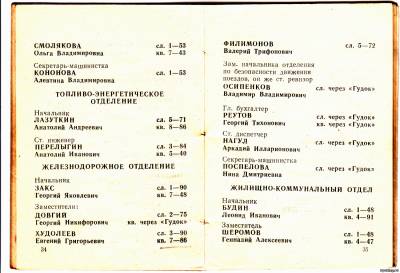 СМОЛЯКОВА сл. 1—53
Ольга Владимировна кв. 7—43
Секретарь-машинистка
КОНОНОВА сл. 1—53
Алевтина Владимировна
ТОПЛИВО-ЭНЕРГЕТИЧЕСКОЕ
ОТДЕЛЕНИЕ
Начальник
ЛАЗУТКИН сл. 5—71
Анатолий Андреевич кв. 8—86
Ст. инженер
ПЕРЕЛЫГИН сл. 3—84
Анатолий Иванович кв. 5—40
ЖЕЛЕЗНОДОРОЖНОЕ ОТДЕЛЕНИЕ
Начальник
ЗАКС сл. 1—90
Георгий Яковлевич кв. 7—48
Заместители:
ДОВГИЙ сл. 2—75
Георгий Никифорович кв. через «Гудок»
ХУДОЛЕЕВ сл. 3—90
Евгений Григорьевич кв. 7—86
34
ФИЛИМОНОВ сл. 5—72
Валерий Трифонович
Зам. начальника отделения
по безопасности движения
поездов, он же ст. ревизор
ОСИПЕНКОВ сл. через «Гудок»
Владимир Владимирович
Гл. бухгалтер
РЕУТОВ сл. через «Гудок»
Георгий Тихонович кв. через «Гудок»
Ст. диспетчер
НАГУЛ сл. через «Гудок»
Аркадий Илларионович
Секретарь-машинистка
ПОСПЕЛОВА сл. через «Гудок»
Нина Дмитриевна
ЖИЛИЩНО-КОММУНАЛЬНЫЙ ОТДЕЛ
Начальник
БУДИН сл. 1—48
Леонид Иванович кв. 4—91
Заместитель
ШЕРОМОВ сл. 1—48
Геннадий Алексеевич кв. 4—47
35